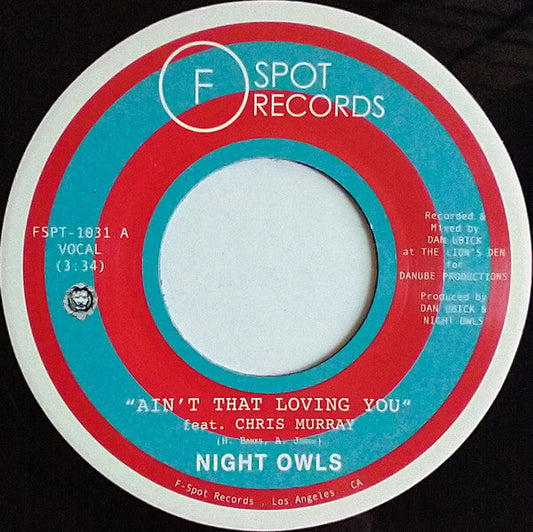 F SPOT
RECORDS
FSPT-1031 A
VOCAL
(3:34)
Recorded &
Mixed by
DAN UBICK
at THE LION'S DEN
for
DANUBE PRODUCTIONS
Produced by
DAN UBICK &
NIGHT OWLS
"AIN'T THAT LOVING YOU"
feat. CHRIS MURRAY
(H. Banks, A. Jones)
NIGHT OWLS
F-Spot Records . Los Angeles . CA